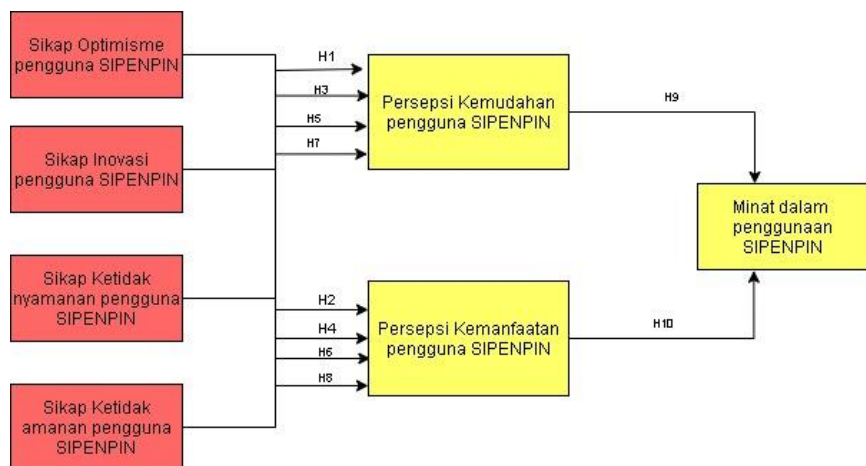 Sikap Optimisme
pengguna SIPENPIN
Sikap Inovasi
pengguna SIPENPIN
Sikap Ketidak
nyamanan pengguna
SIPENPIN
Sikap Ketidak
amanan pengguna
SIPENPIN
H1
H3
H5
H7
H2
H4
H6
H8
Persepsi Kemudahan
pengguna SIPENPIN
Persepsi Kemanfaatan
pengguna SIPENPIN
H9
H10
Minat dalam
penggunaan
SIPENPIN